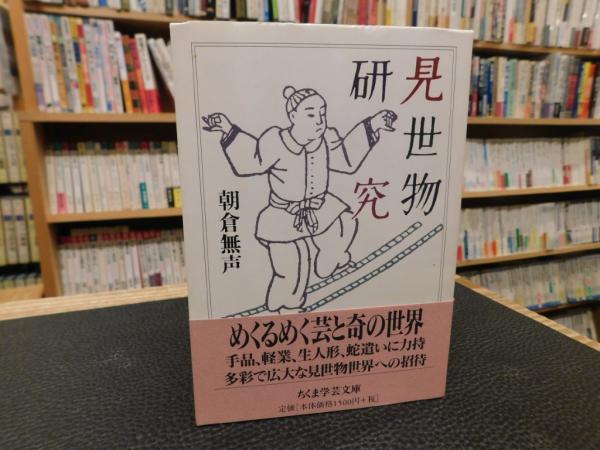 見世物
研究
朝倉無声
めくるめく芸と奇の世界
手品、軽業、生人形、蛇遣いに力持
多彩で広大な見世物世界への招待
ちくま学芸文庫
定価[本体価格1500円+税]